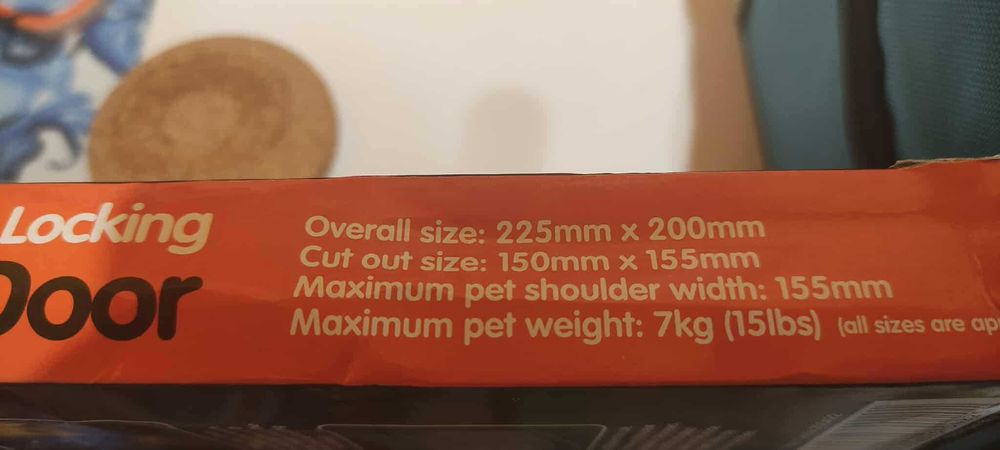 Locking
Door
Overall size: 225mm x 200mm
Cut out size: 150mm x 155mm
Maximum pet shoulder width: 155mm
Maximum pet weight: 7kg (15lbs) (all sizes are ap